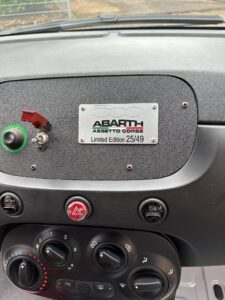 ABARTH
ASSETTO CORSE
Limited Edition 25/49